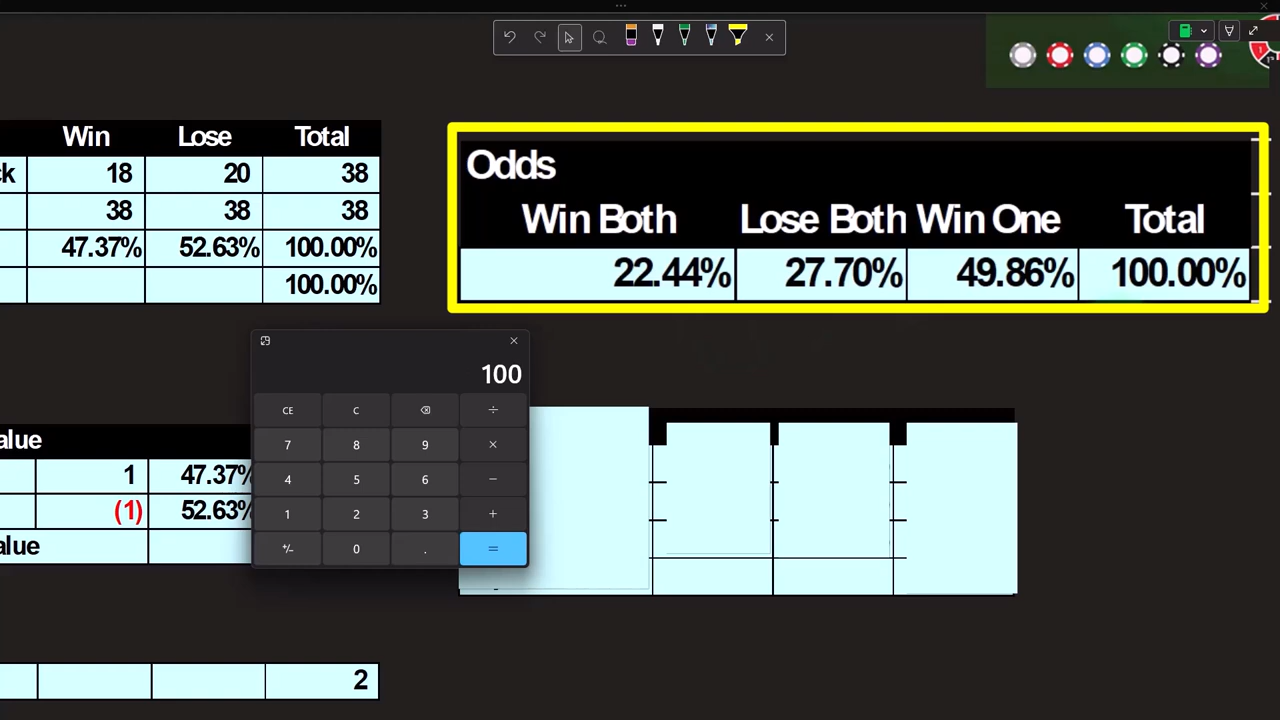 Win Lose Total
ck 18 20 38
38 38 38
47.37% 52.63% 100.00%
100.00%
Odds
Win Both Lose Both Win One Total
22.44% 27.70% 49.86% 100.00%
100
CE C ⌫ ÷
7 8 9 ×
4 5 6 −
1 2 3 +
+/- 0 . =
alue
1 47.37%
(1) 52.63%
alue
2